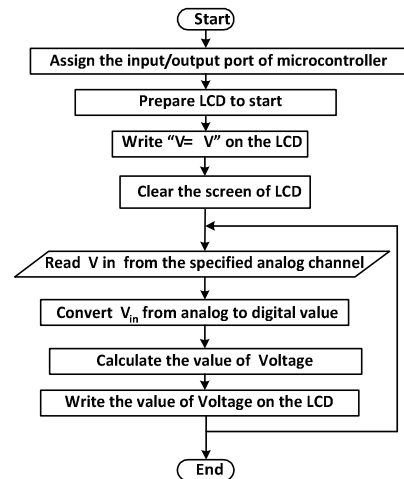 Start
Assign the input/output port of microcontroller
Prepare LCD to start
Write “V=  V” on the LCD
Clear the screen of LCD
Read V in from the specified analog channel
Convert Vin from analog to digital value
Calculate the value of Voltage
Write the value of Voltage on the LCD
End